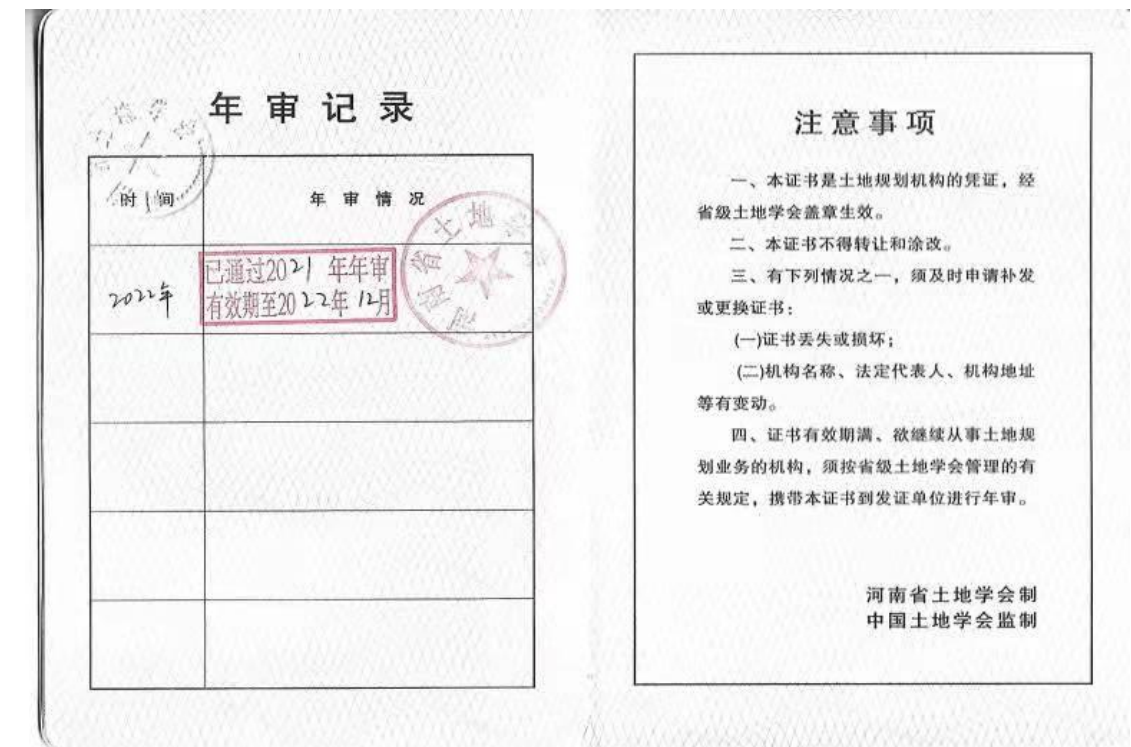 年审记录
时间 年审情况
2022年
已通过2021年年审
有效期至2022年12月
河南省土地学会
注意事项
一、本证书是土地规划机构的凭证，经
省级土地学会盖章生效。
二、本证书不得转让和涂改。
三、有下列情况之一，须及时申请补发
或更换证书：
(一)证书丢失或损坏；
(二)机构名称、法定代表人、机构地址
等有变动。
四、证书有效期满、欲继续从事土地规
划业务的机构，须按省级土地学会管理的有
关规定，携带本证书到发证单位进行年审。
河南省土地学会制
中国土地学会监制